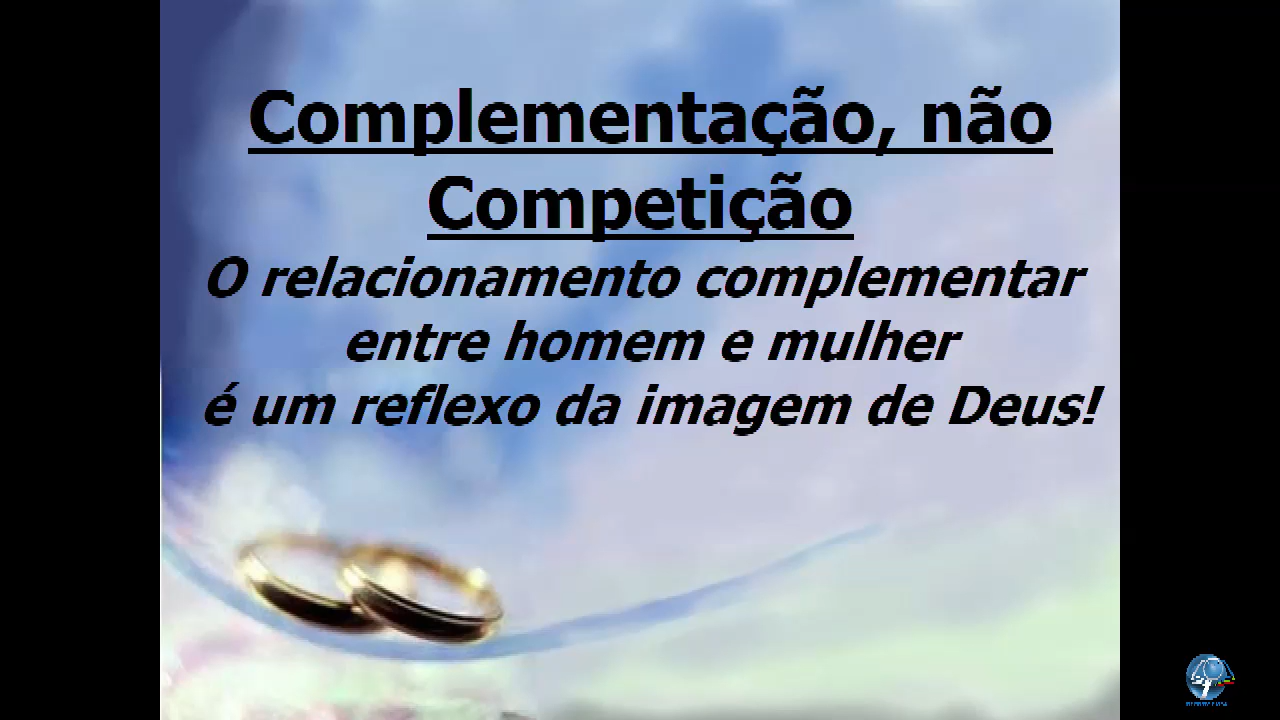 Complementação, não
Competição
O relacionamento complementar
entre homem e mulher
é um reflexo da imagem de Deus!